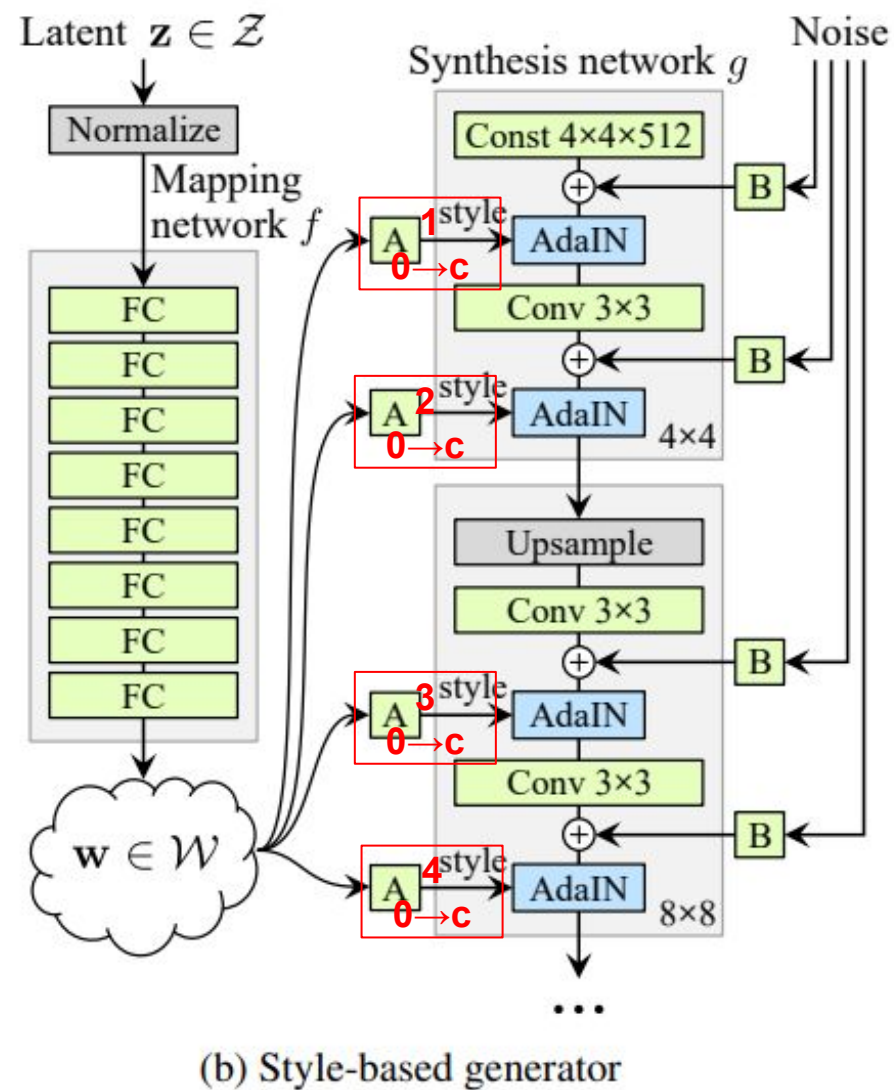 Latent z ∈ 𝒵
Normalize
Mapping
network f
FC
FC
FC
FC
FC
FC
FC
FC
w ∈ 𝒲
Noise
Synthesis network g
Const 4×4×512
+
B
A 1 style
0→c
AdaIN
Conv 3×3
+
B
A 2 style
0→c
AdaIN
4×4
Upsample
Conv 3×3
+
B
A 3 style
0→c
AdaIN
Conv 3×3
+
B
A 4 style
0→c
AdaIN
8×8
...
(b) Style-based generator